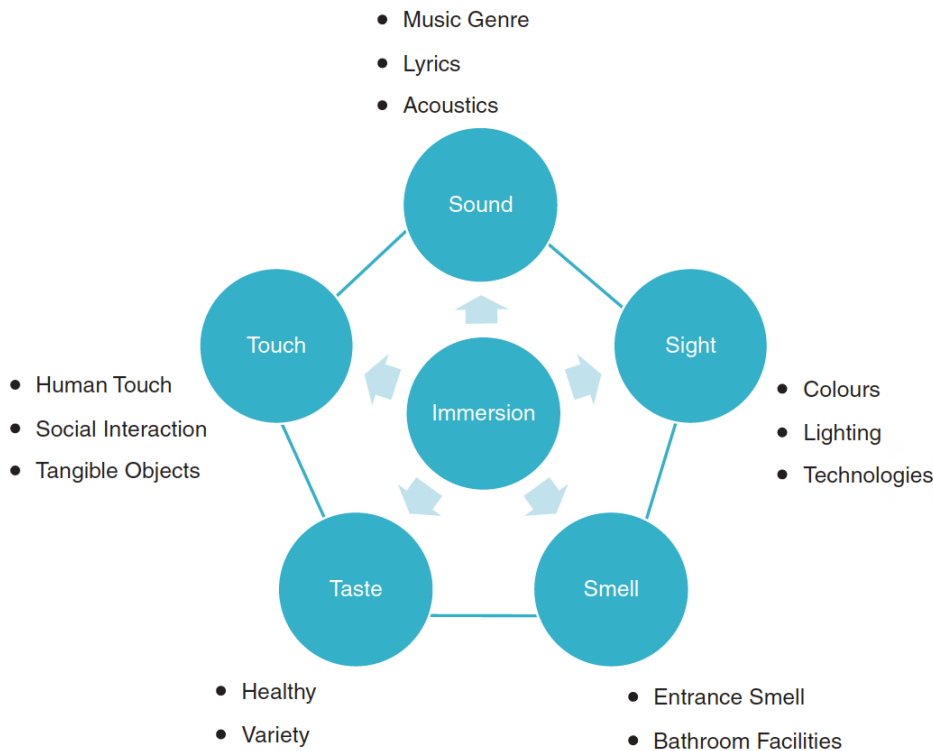 • Music Genre
• Lyrics
• Acoustics
Sound
Touch
Sight
• Human Touch
• Social Interaction
• Tangible Objects
Immersion
• Colours
• Lighting
• Technologies
Taste
Smell
• Healthy
• Variety
• Entrance Smell
• Bathroom Facilities